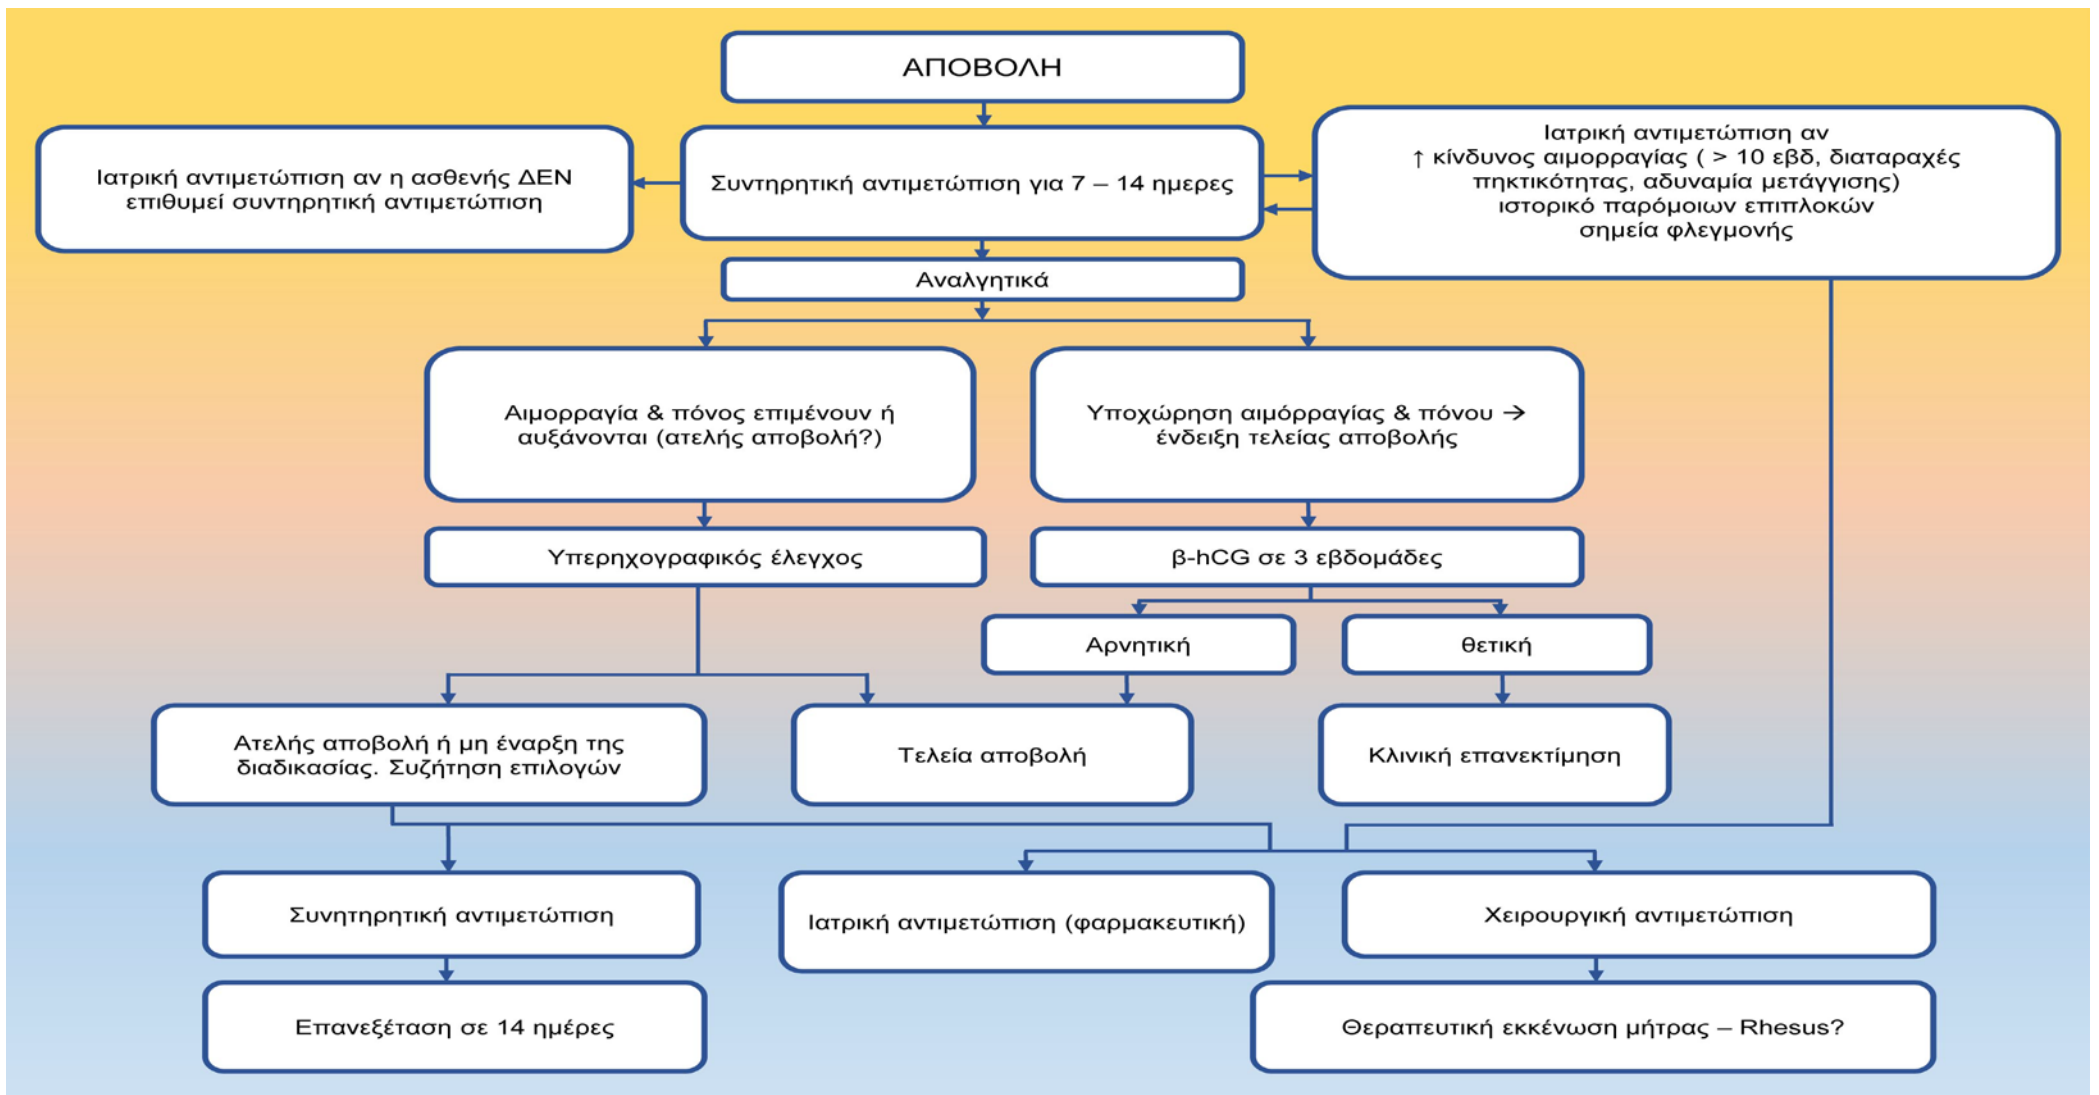 ΑΠΟΒΟΛΗ
Ιατρική αντιμετώπιση αν η ασθενής ΔΕΝ
επιθυμεί συντηρητική αντιμετώπιση
Συντηρητική αντιμετώπιση για 7 – 14 ημερες
Ιατρική αντιμετώπιση αν
↑ κίνδυνος αιμορραγίας ( > 10 εβδ, διαταραχές
πηκτικότητας, αδυναμία μετάγγισης)
ιστορικό παρόμοιων επιπλοκών
σημεία φλεγμονής
Αναλγητικά
Αιμορραγία & πόνος επιμένουν ή
αυξάνονται (ατελής αποβολή?)
Υποχώρηση αιμόρραγίας & πόνου →
ένδειξη τελείας αποβολής
Υπερηχογραφικός έλεγχος
β-hCG σε 3 εβδομάδες
Αρνητική
θετική
Ατελής αποβολή ή μη έναρξη της
διαδικασίας. Συζήτηση επιλογών
Τελεία αποβολή
Κλινική επανεκτίμηση
Συνητηρητική αντιμετώπιση
Ιατρική αντιμετώπιση (φαρμακευτική)
Χειρουργική αντιμετώπιση
Επανεξέταση σε 14 ημέρες
Θεραπευτική εκκένωση μήτρας – Rhesus?